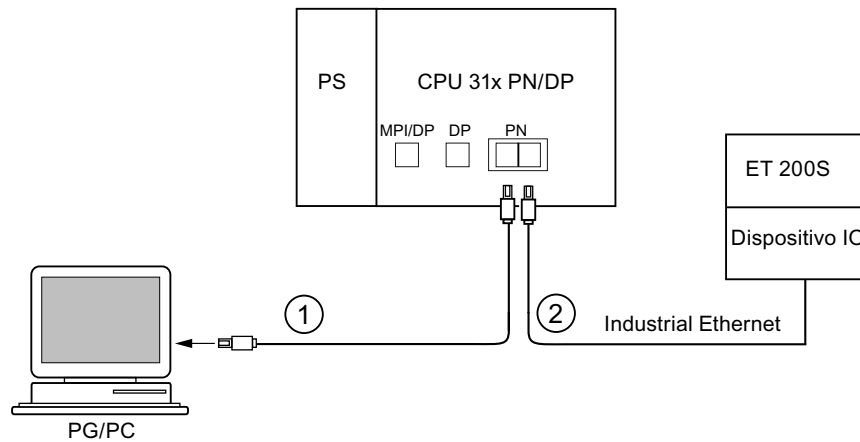 PS
CPU 31x PN/DP
MPI/DP DP PN
ET 200S
Dispositivo IO
1
2
Industrial Ethernet
PG/PC